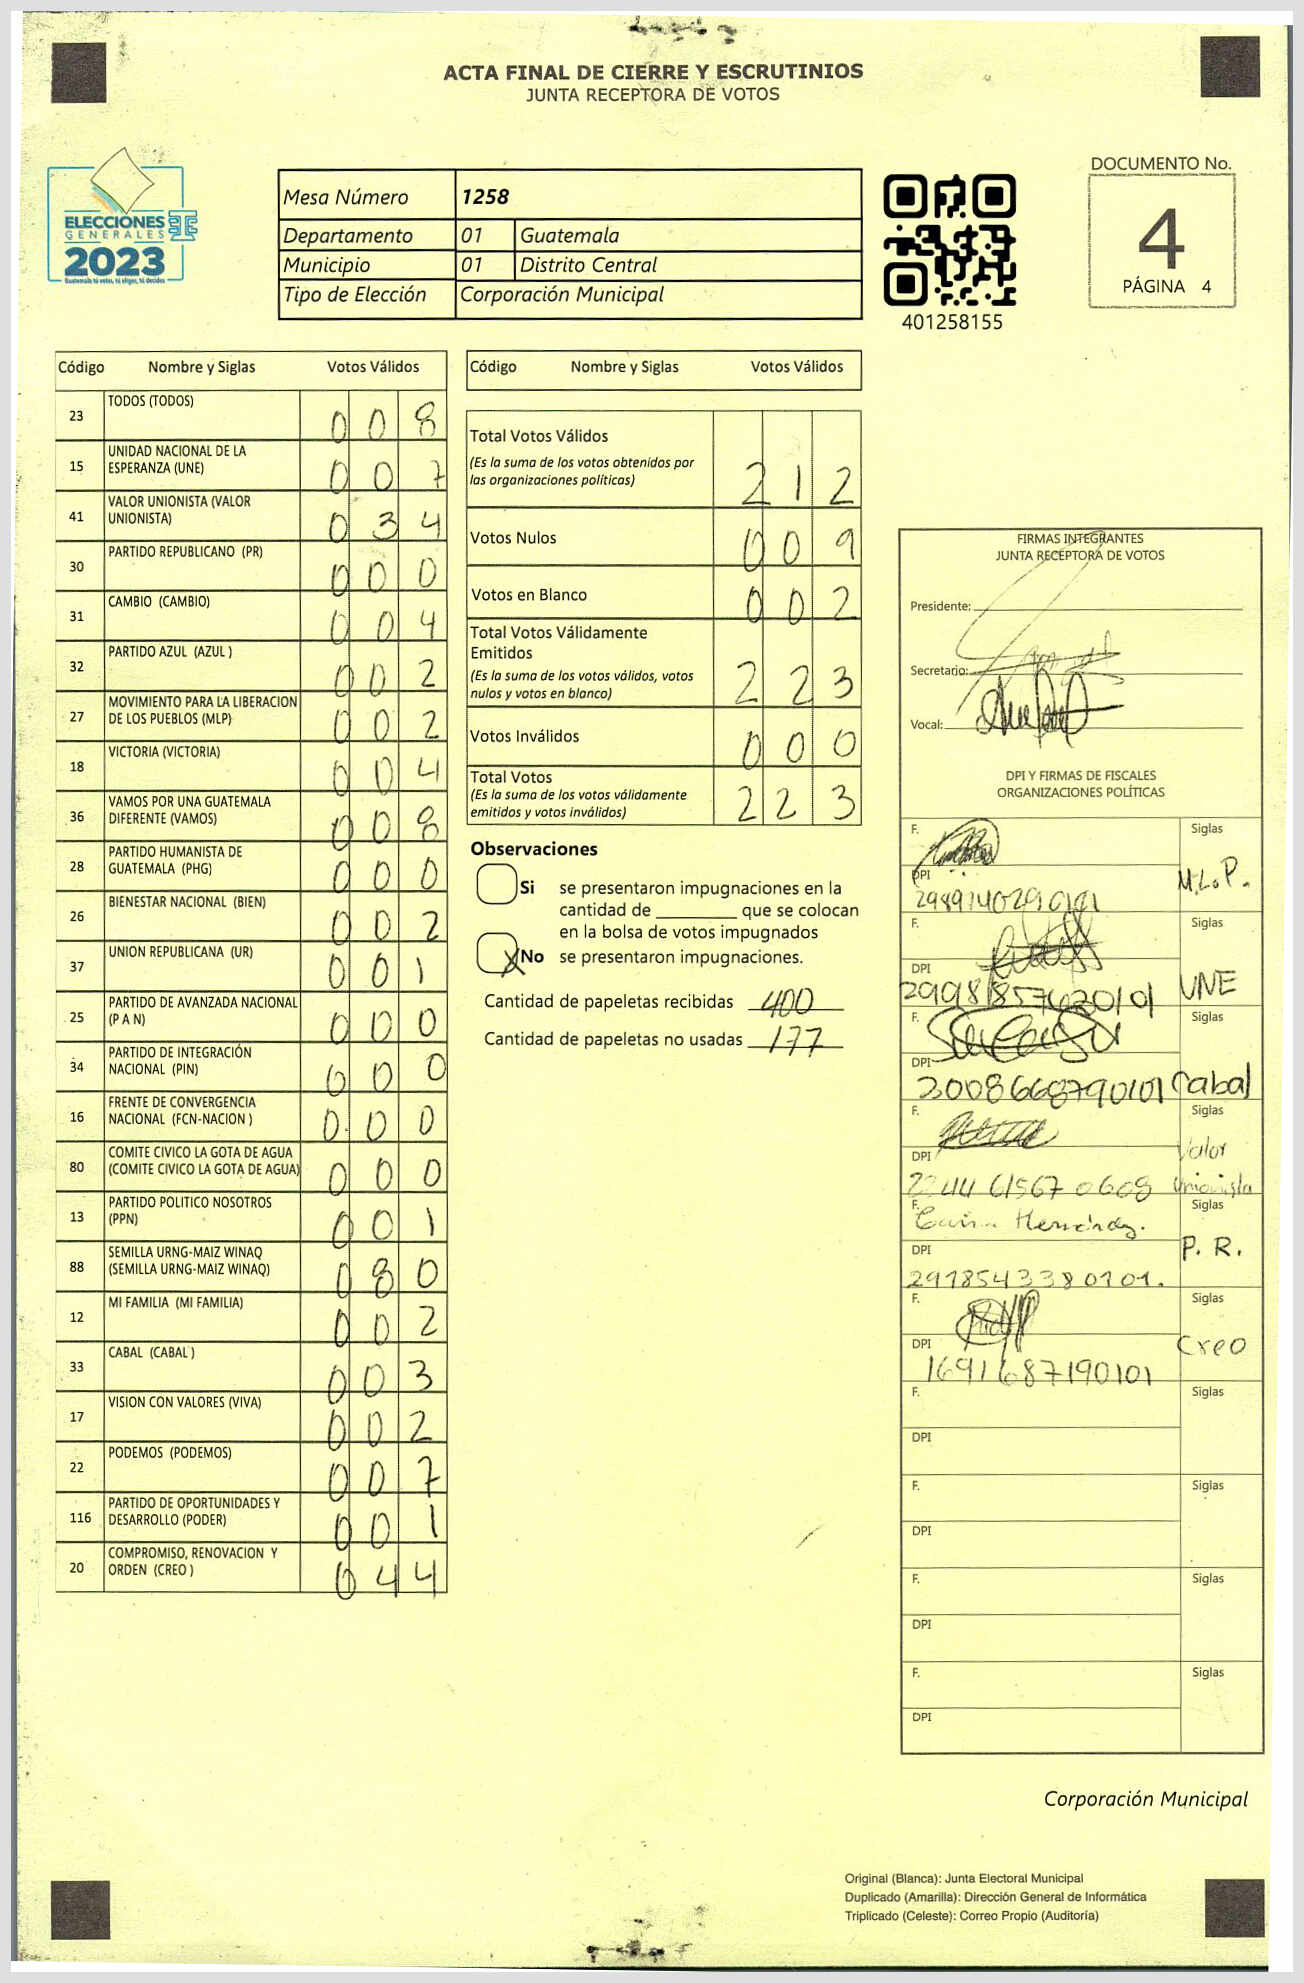 ACTA FINAL DE CIERRE Y ESCRUTINIOS
JUNTA RECEPTORA DE VOTOS
ELECCIONES
GENERALES
2023
Guatemala tú votas, tú eliges, tú decides
Mesa Número 1258
Departamento 01 Guatemala
Municipio 01 Distrito Central
Tipo de Elección Corporación Municipal
401258155
DOCUMENTO No.
4
PÁGINA 4
Código Nombre y Siglas Votos Válidos
23 TODOS (TODOS) 0 0 8
15 UNIDAD NACIONAL DE LA ESPERANZA (UNE) 0 0 7
41 VALOR UNIONISTA (VALOR UNIONISTA) 0 3 4
30 PARTIDO REPUBLICANO (PR) 0 0 0
31 CAMBIO (CAMBIO) 0 0 4
32 PARTIDO AZUL (AZUL ) 0 0 2
27 MOVIMIENTO PARA LA LIBERACION DE LOS PUEBLOS (MLP) 0 0 2
18 VICTORIA (VICTORIA) 0 0 4
36 VAMOS POR UNA GUATEMALA DIFERENTE (VAMOS) 0 0 8
28 PARTIDO HUMANISTA DE GUATEMALA (PHG) 0 0 0
26 BIENESTAR NACIONAL (BIEN) 0 0 2
37 UNION REPUBLICANA (UR) 0 0 1
25 PARTIDO DE AVANZADA NACIONAL (P A N) 0 0 0
34 PARTIDO DE INTEGRACIÓN NACIONAL (PIN) 0 0 0
16 FRENTE DE CONVERGENCIA NACIONAL (FCN-NACION ) 0 0 0
80 COMITE CIVICO LA GOTA DE AGUA (COMITE CIVICO LA GOTA DE AGUA) 0 0 0
13 PARTIDO POLITICO NOSOTROS (PPN) 0 0 1
88 SEMILLA URNG-MAIZ WINAQ (SEMILLA URNG-MAIZ WINAQ) 0 8 0
12 MI FAMILIA (MI FAMILIA) 0 0 2
33 CABAL (CABAL ) 0 0 3
17 VISION CON VALORES (VIVA) 0 0 2
22 PODEMOS (PODEMOS) 0 0 7
116 PARTIDO DE OPORTUNIDADES Y DESARROLLO (PODER) 0 0 1
20 COMPROMISO, RENOVACION Y ORDEN (CREO ) 0 4 4
Código Nombre y Siglas Votos Válidos
Total Votos Válidos 2 1 2
(Es la suma de los votos obtenidos por
las organizaciones políticas)
Votos Nulos 0 0 9
Votos en Blanco 0 0 2
Total Votos Válidamente
Emitidos 2 2 3
(Es la suma de los votos válidos, votos
nulos y votos en blanco)
Votos Inválidos 0 0 0
Total Votos 2 2 3
(Es la suma de los votos válidamente
emitidos y votos inválidos)
Observaciones
Si se presentaron impugnaciones en la
cantidad de ________ que se colocan
en la bolsa de votos impugnados
X No se presentaron impugnaciones.
Cantidad de papeletas recibidas 400
Cantidad de papeletas no usadas 177
FIRMAS INTEGRANTES
JUNTA RECEPTORA DE VOTOS
Presidente:
Secretario:
Vocal:
DPI Y FIRMAS DE FISCALES
ORGANIZACIONES POLÍTICAS
F. Siglas
DPI M.L.P.
F. Siglas
DPI UNE
29981857420101
F. Siglas
DPI
3008668790101 Cabal
F. Siglas
DPI Valor
2244 61567 0608 Unionista
F. Hernández. Siglas
DPI P. R.
2978543380101.
F. Siglas
DPI Creo
1691687190101
F. Siglas
DPI
F. Siglas
DPI
F. Siglas
DPI
F. Siglas
DPI
Corporación Municipal
Original (Blanca): Junta Electoral Municipal
Duplicado (Amarilla): Dirección General de Informática
Triplicado (Celeste): Correo Propio (Auditoría)